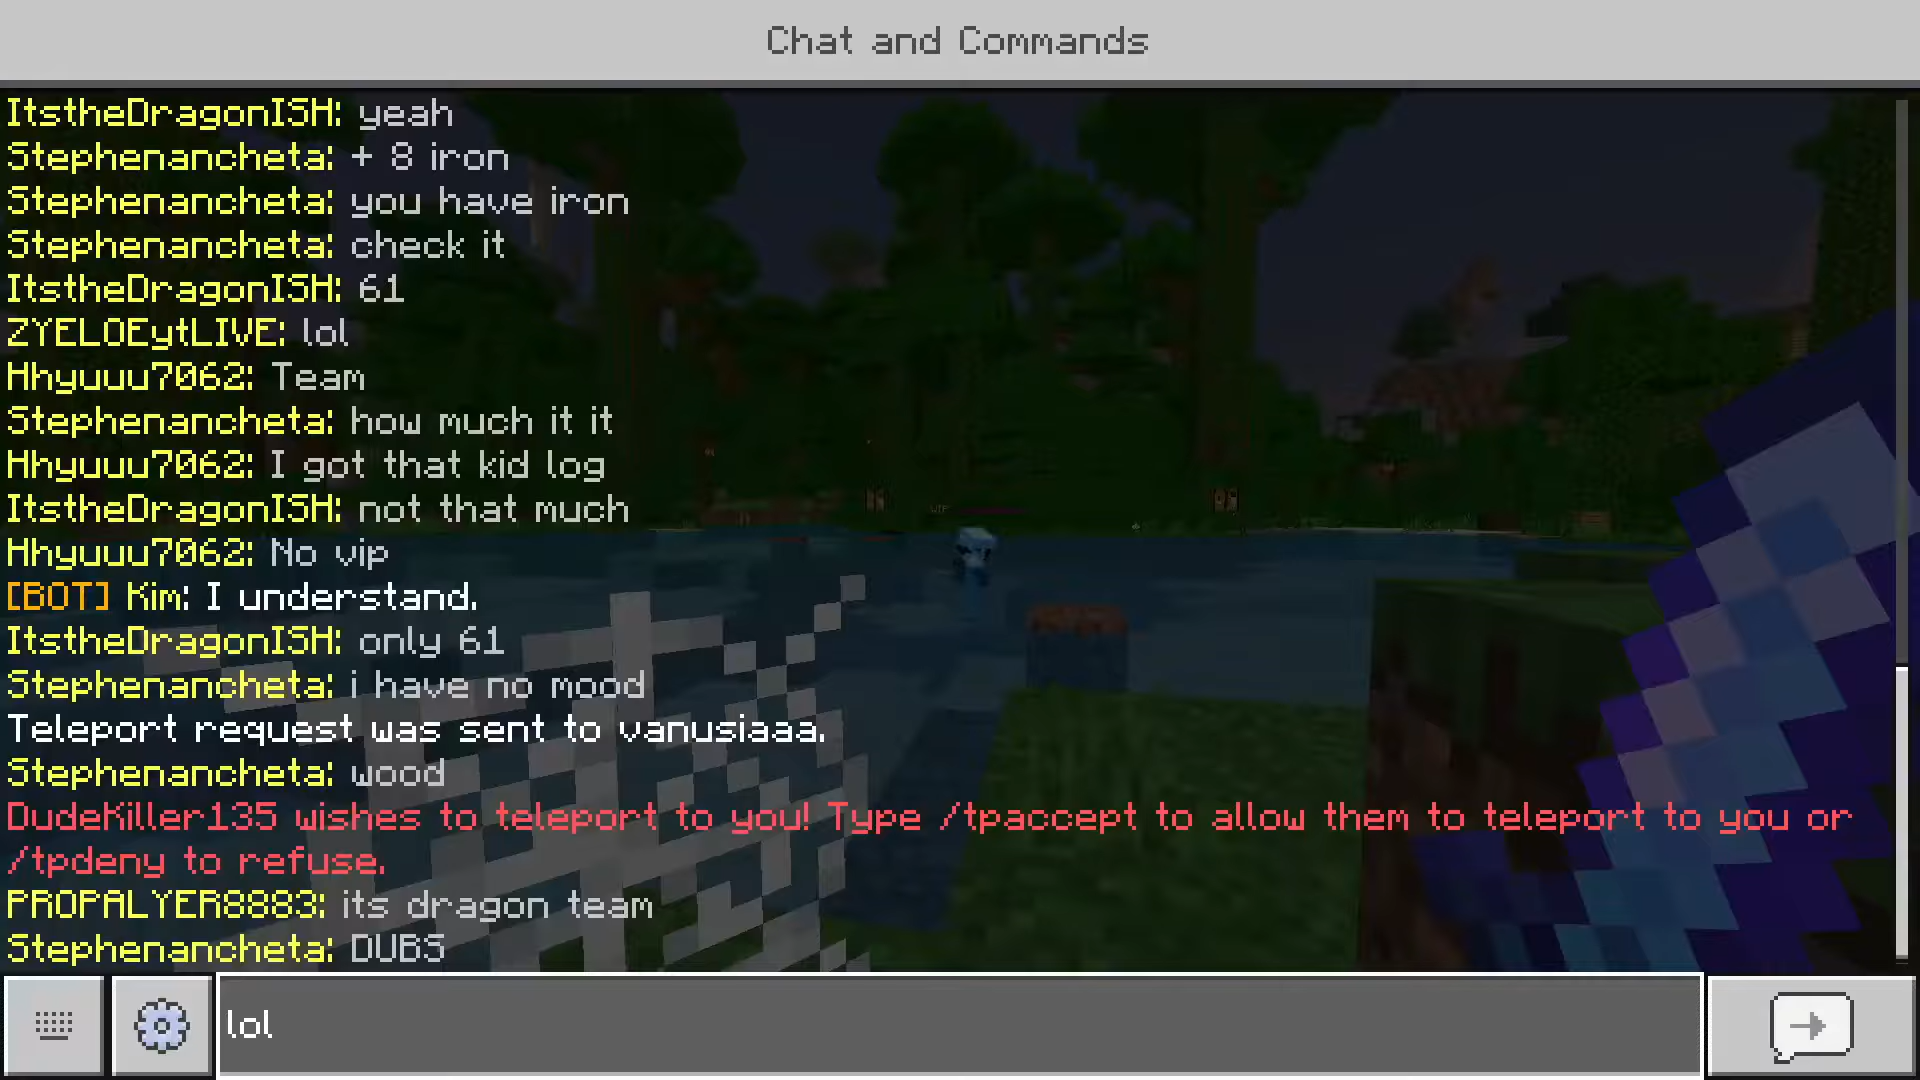 Chat and Commands
ItstheDragonISH: yeah
Stephenancheta: + 8 iron
Stephenancheta: you have iron
Stephenancheta: check it
ItstheDragonISH: 61
ZYELOEytLIVE: lol
Hhyuuu7062: Team
Stephenancheta: how much it it
Hhyuuu7062: I got that kid log
ItstheDragonISH: not that much
Hhyuuu7062: No vip
[BOT] Kim: I understand.
ItstheDragonISH: only 61
Stephenancheta: i have no mood
Teleport request was sent to vanusiaaa.
Stephenancheta: wood
DudeKiller135 wishes to teleport to you! Type /tpaccept to allow them to teleport to you or
/tpdeny to refuse.
PROPALYER8883: its dragon team
Stephenancheta: DUBS
lol